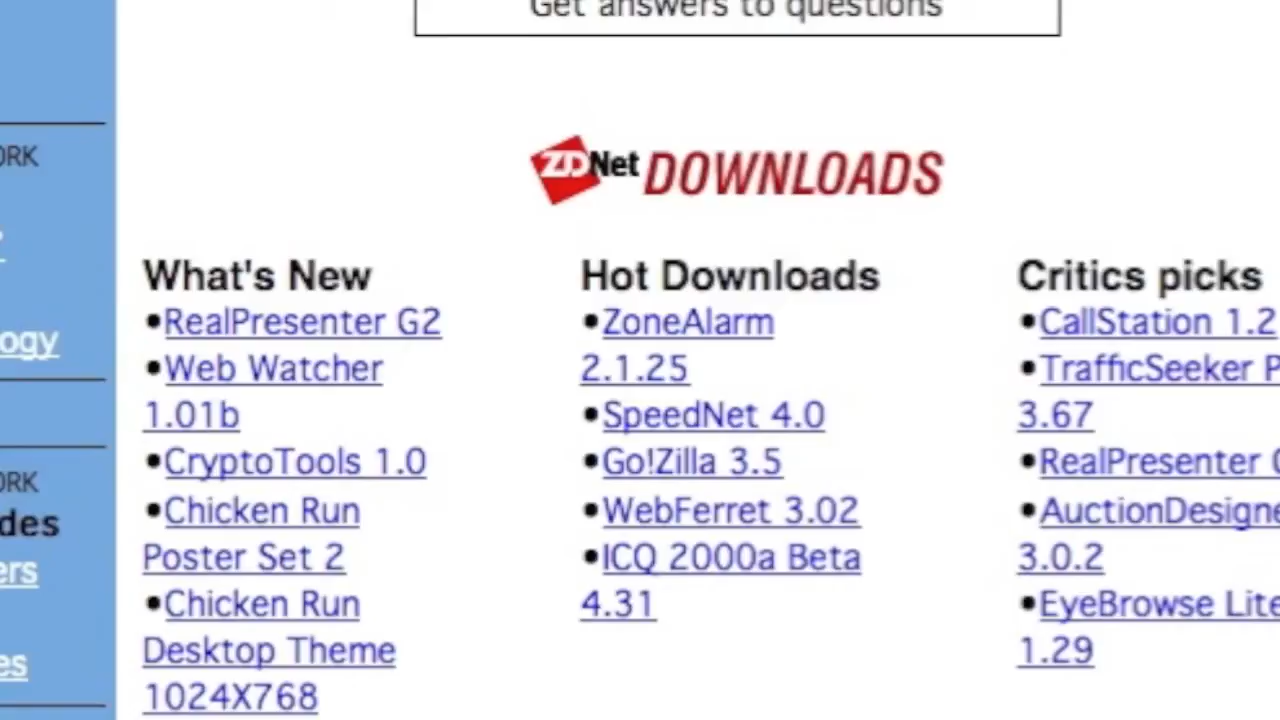 Get answers to questions
ORK
ogy
ORK
des
ers
es
ZDNet DOWNLOADS
What's New
•RealPresenter G2
•Web Watcher
1.01b
•CryptoTools 1.0
•Chicken Run
Poster Set 2
•Chicken Run
Desktop Theme
1024X768
Hot Downloads
•ZoneAlarm
2.1.25
•SpeedNet 4.0
•Go!Zilla 3.5
•WebFerret 3.02
•ICQ 2000a Beta
4.31
Critics picks
•CallStation 1.2
•TrafficSeeker P
3.67
•RealPresenter
•AuctionDesigne
3.0.2
•EyeBrowse Lite
1.29